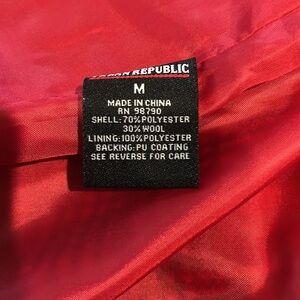 REPUBLIC
M
MADE IN CHINA
RN 98790
SHELL:70%POLYESTER
30%WOOL
LINING:100%POLYESTER
BACKING:PU COATING
SEE REVERSE FOR CARE